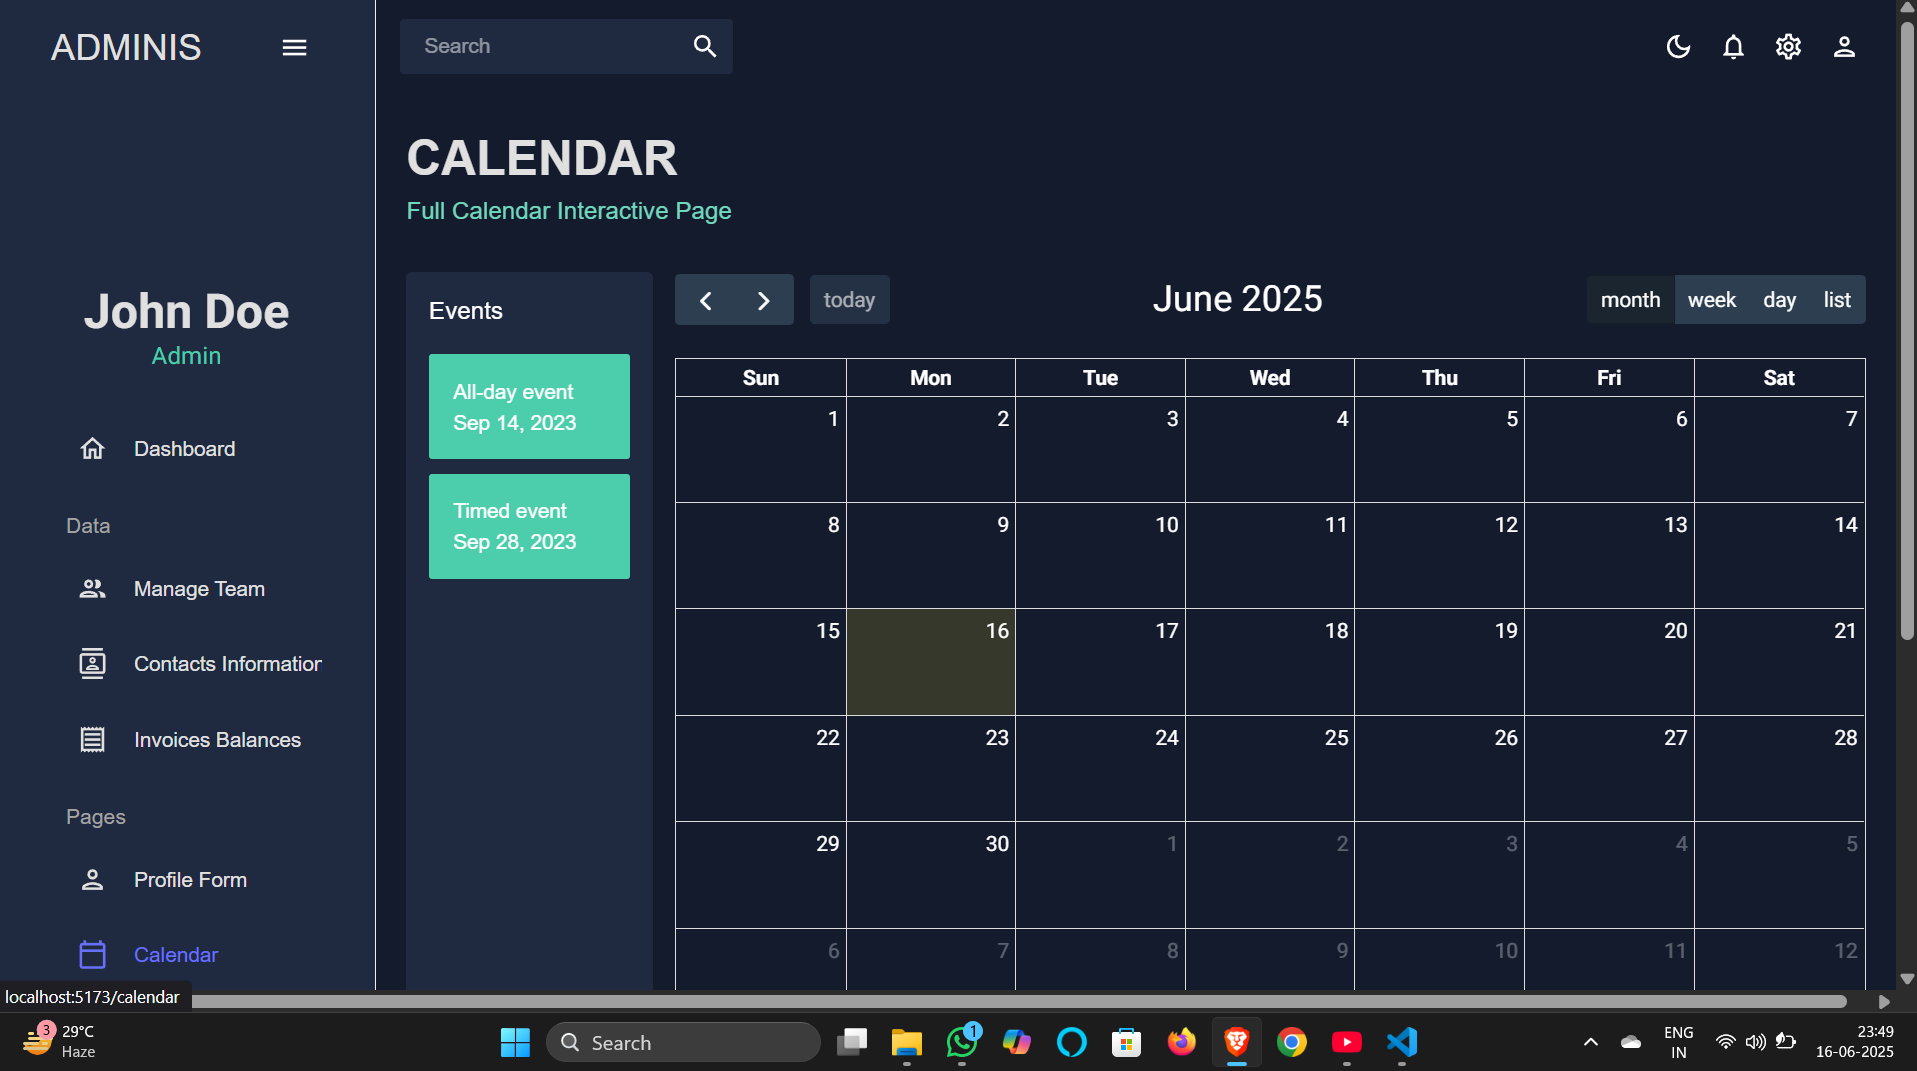 ADMINIS
Search
CALENDAR
Full Calendar Interactive Page
John Doe
Admin
Dashboard
Data
Manage Team
Contacts Information
Invoices Balances
Pages
Profile Form
Calendar
Events
All-day event
Sep 14, 2023
Timed event
Sep 28, 2023
today
June 2025
month week day list
Sun Mon Tue Wed Thu Fri Sat
1 2 3 4 5 6 7
8 9 10 11 12 13 14
15 16 17 18 19 20 21
22 23 24 25 26 27 28
29 30 1 2 3 4 5
6 7 8 9 10 11 12
localhost:5173/calendar
3
29°C
Haze
Search
1
ENG
IN
23:49
16-06-2025